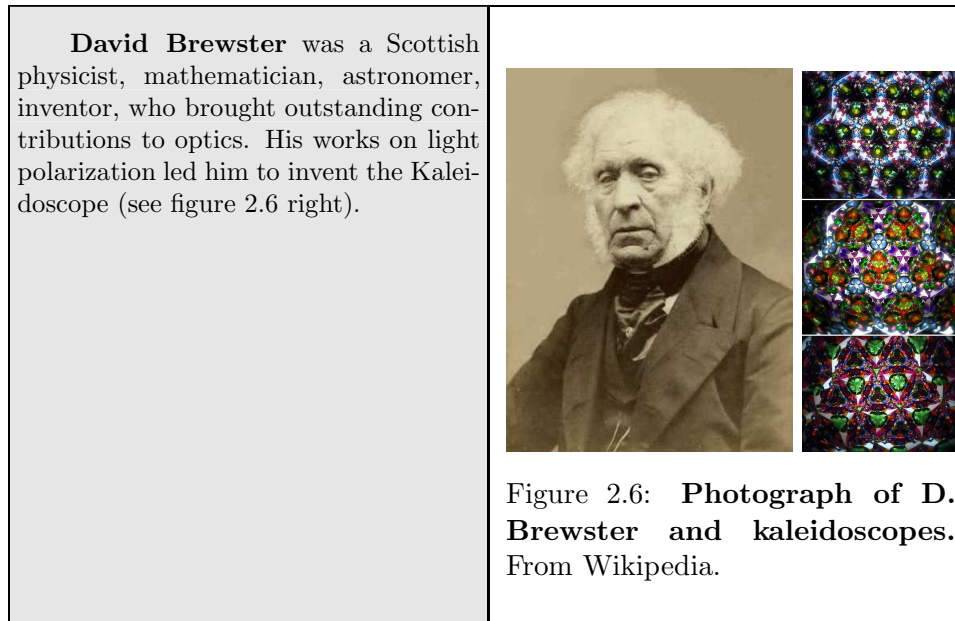 David Brewster was a Scottish
physicist, mathematician, astronomer,
inventor, who brought outstanding con-
tributions to optics. His works on light
polarization led him to invent the Kalei-
doscope (see figure 2.6 right).
Figure 2.6: Photograph of D.
Brewster and kaleidoscopes.
From Wikipedia.